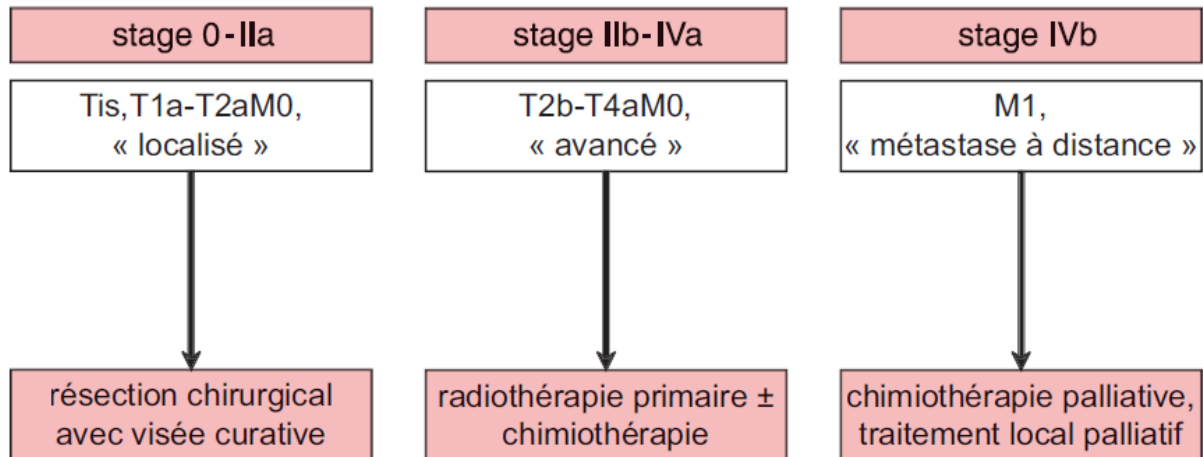 stage 0-IIa
Tis,T1a-T2aM0,
« localisé »
résection chirurgical
avec visée curative
stage IIb-IVa
T2b-T4aM0,
« avancé »
radiothérapie primaire ±
chimiothérapie
stage IVb
M1,
« métastase à distance »
chimiothérapie palliative,
traitement local palliatif